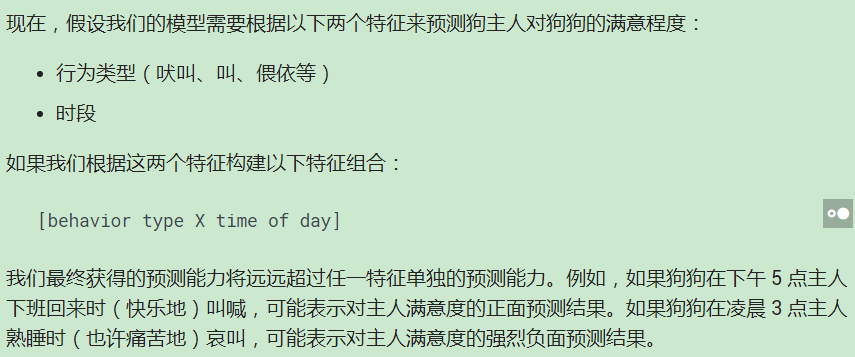 现在，假设我们的模型需要根据以下两个特征来预测狗主人对狗狗的满意程度：
• 行为类型（吠叫、叫、偎依等）
• 时段
如果我们根据这两个特征构建以下特征组合：
[behavior type X time of day]
我们最终获得的预测能力将远远超过任一特征单独的预测能力。例如，如果狗狗在下午 5 点主人
下班回来时（快乐地）叫喊，可能表示对主人满意度的正面预测结果。如果狗狗在凌晨 3 点主人
熟睡时（也许痛苦地）哀叫，可能表示对主人满意度的强烈负面预测结果。